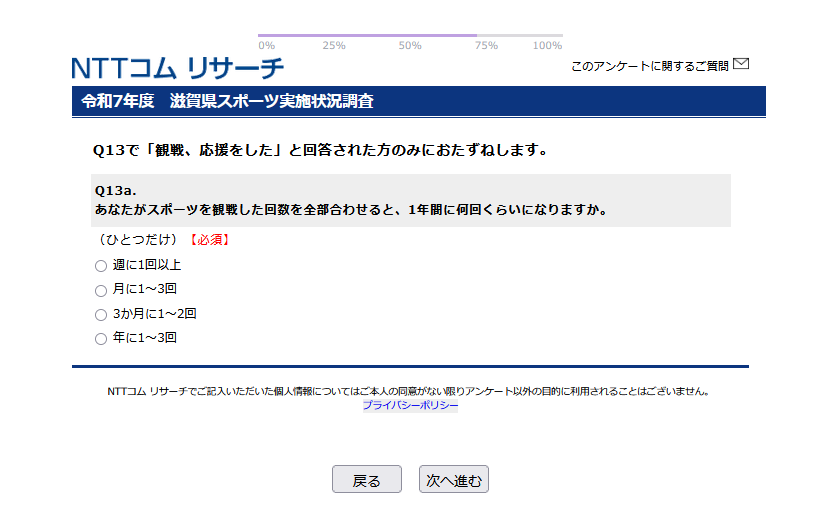 0% 25% 50% 75% 100%
NTTコム リサーチ
このアンケートに関するご質問
令和7年度　滋賀県スポーツ実施状況調査
Q13で「観戦、応援をした」と回答された方のみにおたずねします。
Q13a.
あなたがスポーツを観戦した回数を全部合わせると、1年間に何回くらいになりますか。
（ひとつだけ）【必須】
週に1回以上
月に1～3回
3か月に1～2回
年に1～3回
NTTコム リサーチでご記入いただいた個人情報についてはご本人の同意がない限りアンケート以外の目的に利用されることはございません。
プライバシーポリシー
戻る 次へ進む